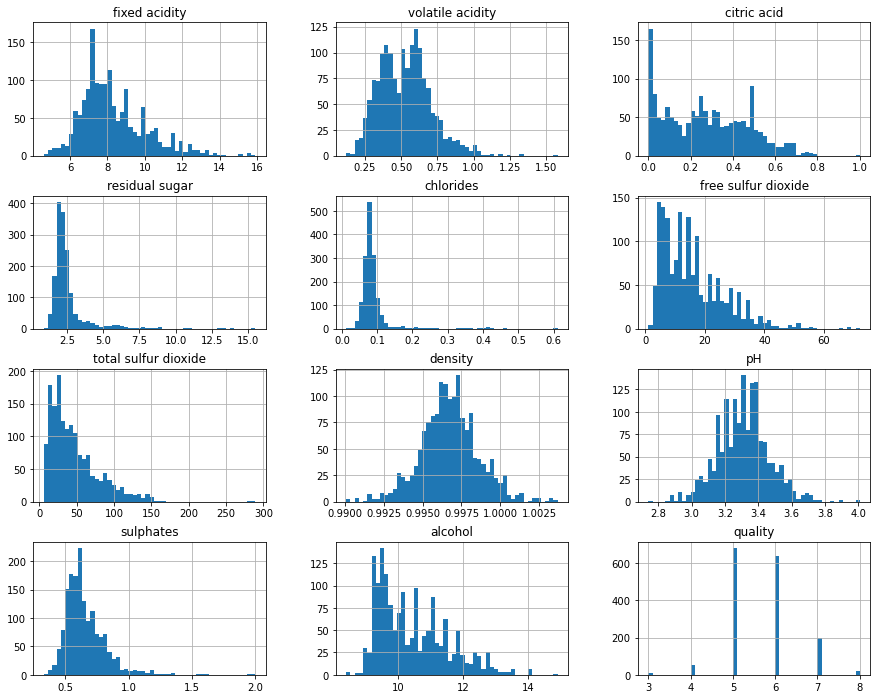 fixed acidity
150
100
50
0
6 8 10 12 14 16
volatile acidity
125
100
75
50
25
0
0.25 0.50 0.75 1.00 1.25 1.50
citric acid
150
100
50
0
0.0 0.2 0.4 0.6 0.8 1.0
residual sugar
400
300
200
100
0
2.5 5.0 7.5 10.0 12.5 15.0
chlorides
500
400
300
200
100
0
0.0 0.1 0.2 0.3 0.4 0.5 0.6
free sulfur dioxide
150
100
50
0
0 20 40 60
total sulfur dioxide
200
150
100
50
0
0 50 100 150 200 250 300
density
125
100
75
50
25
0
0.990 0.9925 0.9950 0.9975 1.0000 1.0025
pH
125
100
75
50
25
0
2.8 3.0 3.2 3.4 3.6 3.8 4.0
sulphates
200
150
100
50
0
0.5 1.0 1.5 2.0
alcohol
125
100
75
50
25
0
10 12 14
quality
600
400
200
0
3 4 5 6 7 8